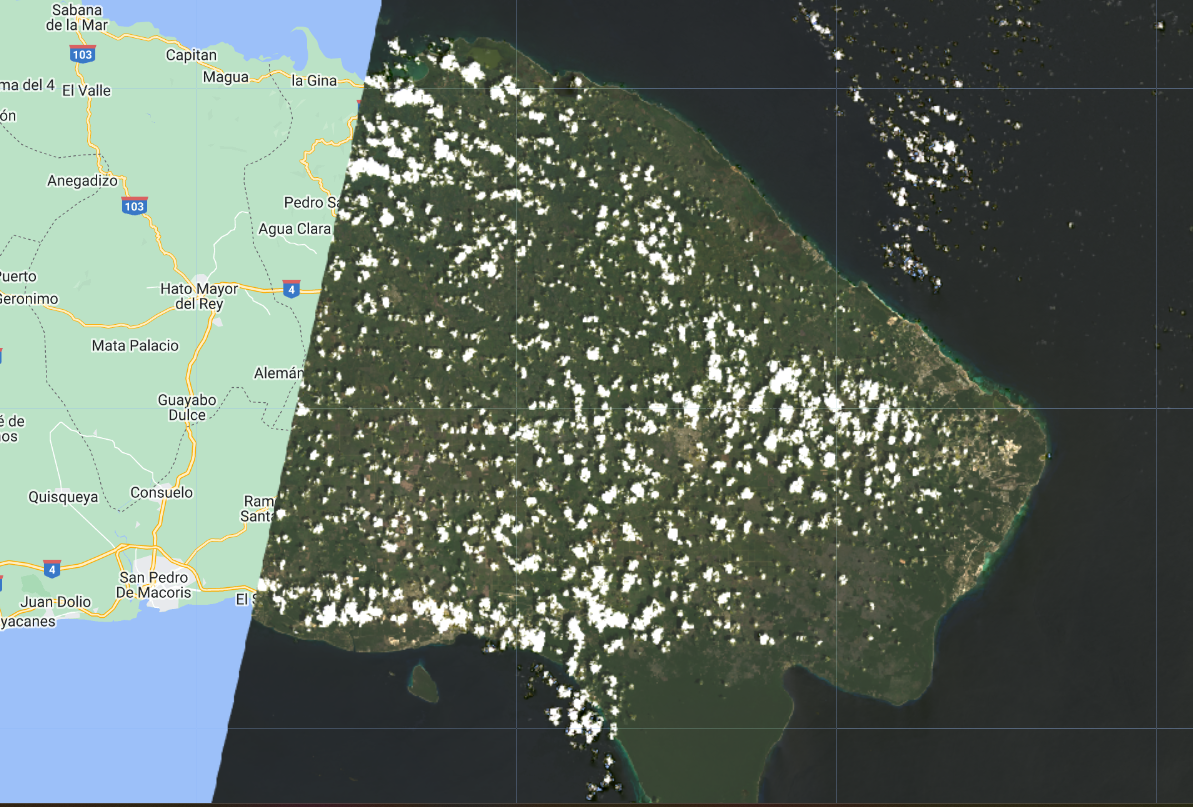 Sabana
de la Mar
103
Capitan
Magua
la Gina
ma del 4
El Valle
ón
Anegadizo
103
Pedro Sa
Agua Clara
Puerto
Geronimo
Hato Mayor
del Rey
4
Mata Palacio
Alemán
Guayabo
Dulce
é de
nos
Quisqueya
Consuelo
Ram
Santa
4
San Pedro
De Macoris
Juan Dolio
El S
yacanes